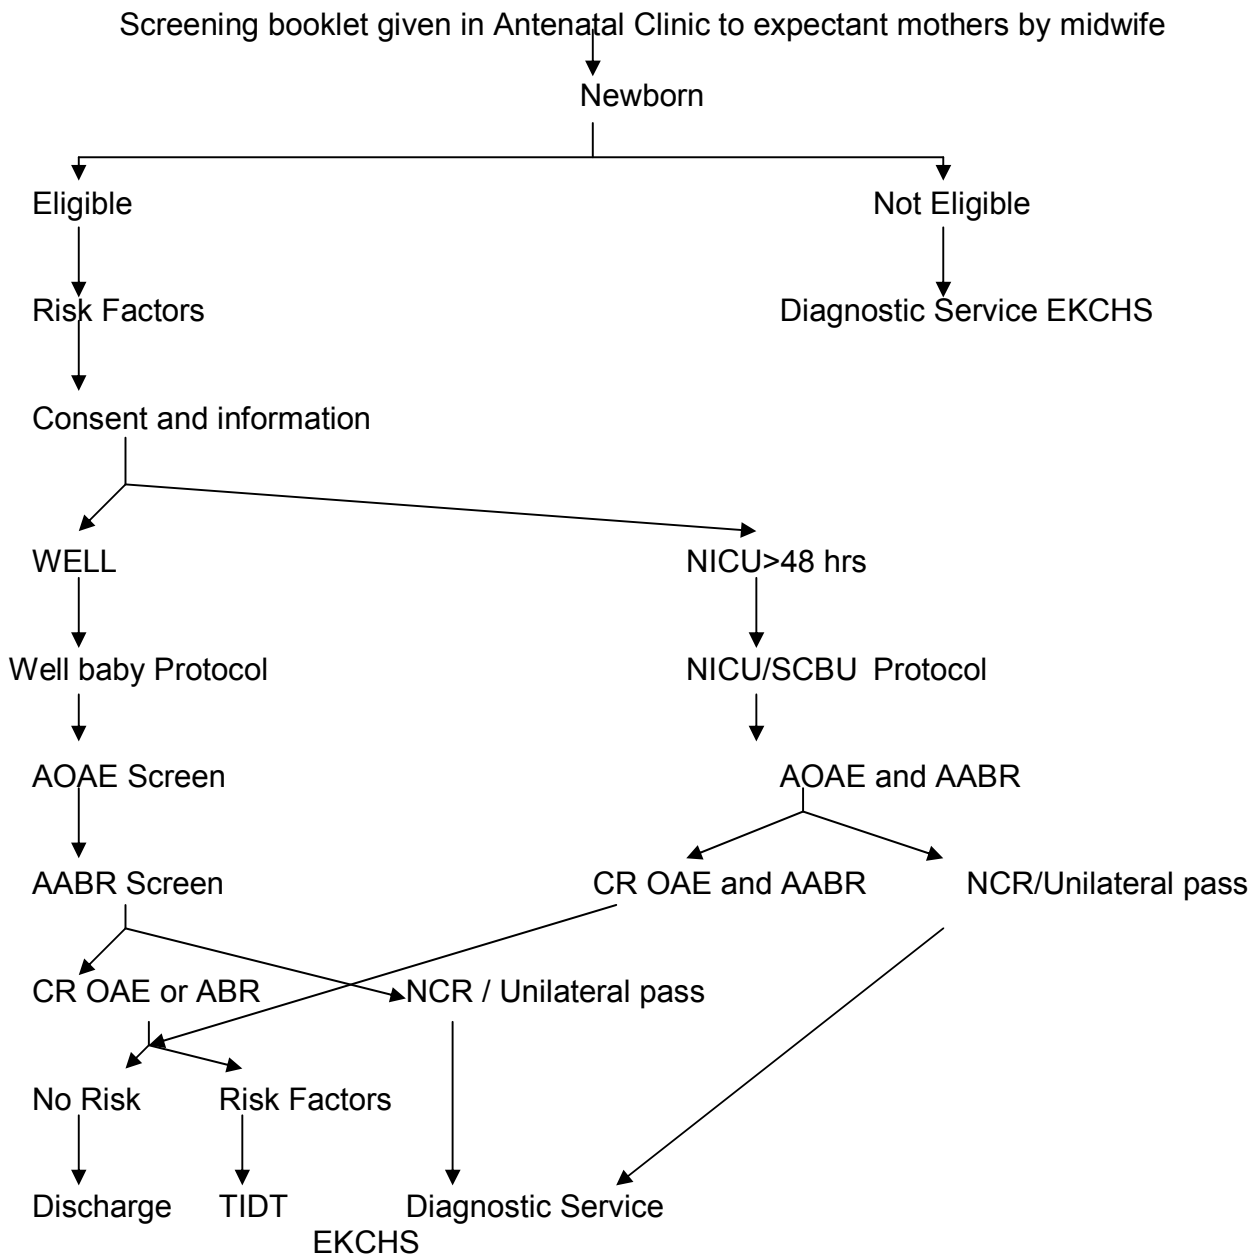 Screening booklet given in Antenatal Clinic to expectant mothers by midwife
Newborn
Eligible
Not Eligible
Risk Factors
Diagnostic Service EKCHS
Consent and information
WELL
NICU>48 hrs
Well baby Protocol
NICU/SCBU Protocol
AOAE Screen
AOAE and AABR
AABR Screen
CR OAE and AABR
NCR/Unilateral pass
CR OAE or ABR
NCR / Unilateral pass
No Risk
Risk Factors
Discharge
TIDT
Diagnostic Service
EKCHS